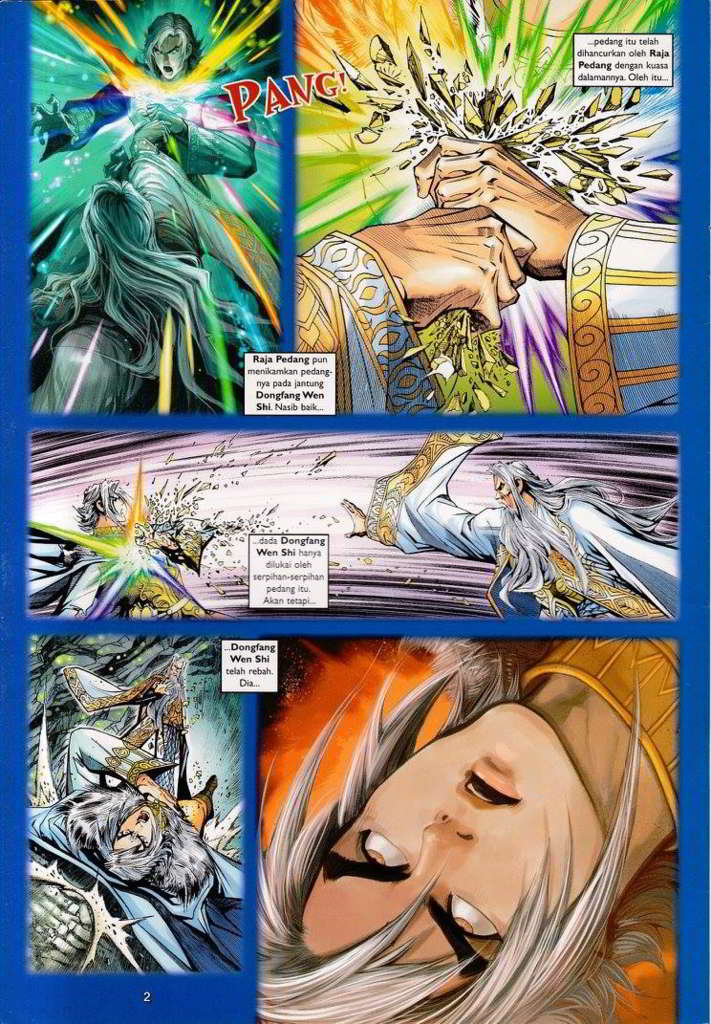 PANG!
Raja Pedang pun
menikamkan pedang-
nya pada jantung
Dongfang Wen
Shi. Nasib baik...
...pedang itu telah
dihancurkan oleh Raja
Pedang dengan kuasa
dalamannya. Oleh itu...
...dada Dongfang
Wen Shi hanya
dilukai oleh
serpihan-serpihan
pedang itu.
Akan tetapi...
...Dongfang
Wen Shi
telah rebah.
Dia...
2